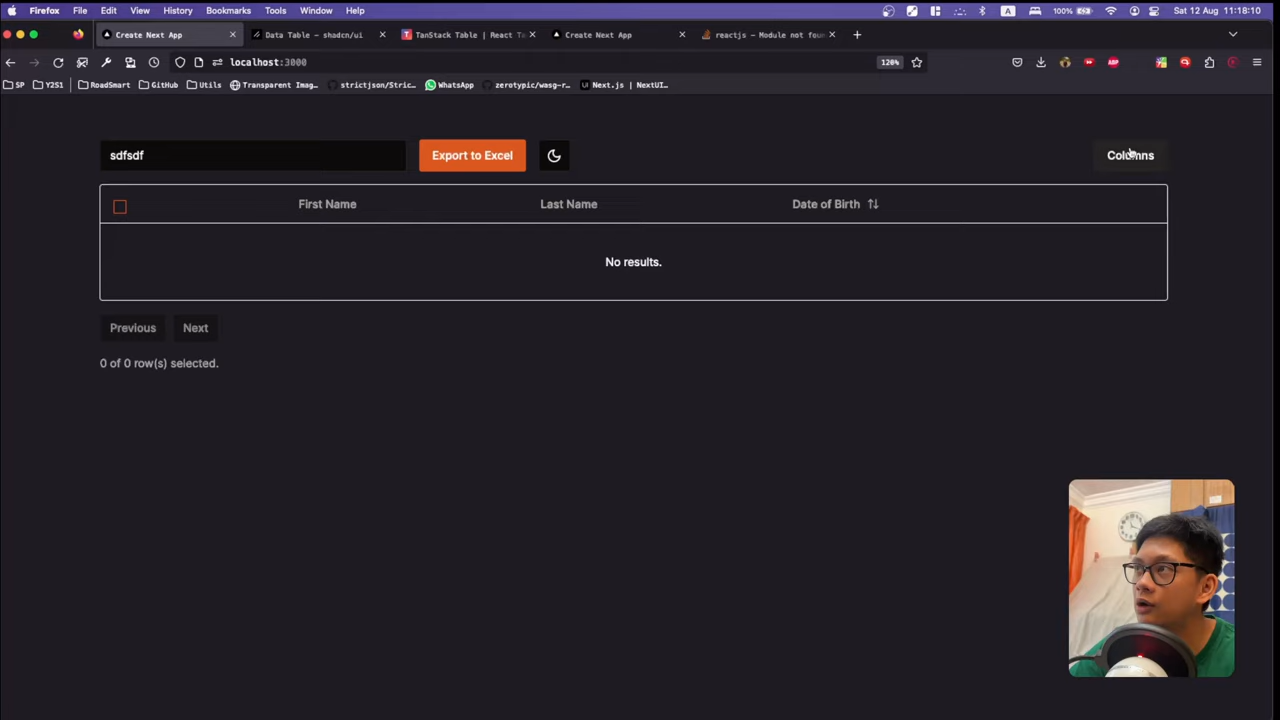 Firefox File Edit View History Bookmarks Tools Window Help A 100% Sat 12 Aug 11:18:10
Create Next App Data Table – shadcn/ui TanStack Table | React Ta Create Next App reactjs – Module not foun
localhost:3000 120%
SP Y2S1 RoadSmart GitHub Utils Transparent Imag... strictjson/Stric... WhatsApp zerotypic/wasg-r... Next.js | NextUI...
sdfsdf Export to Excel Columns
First Name Last Name Date of Birth
No results.
Previous Next
0 of 0 row(s) selected.